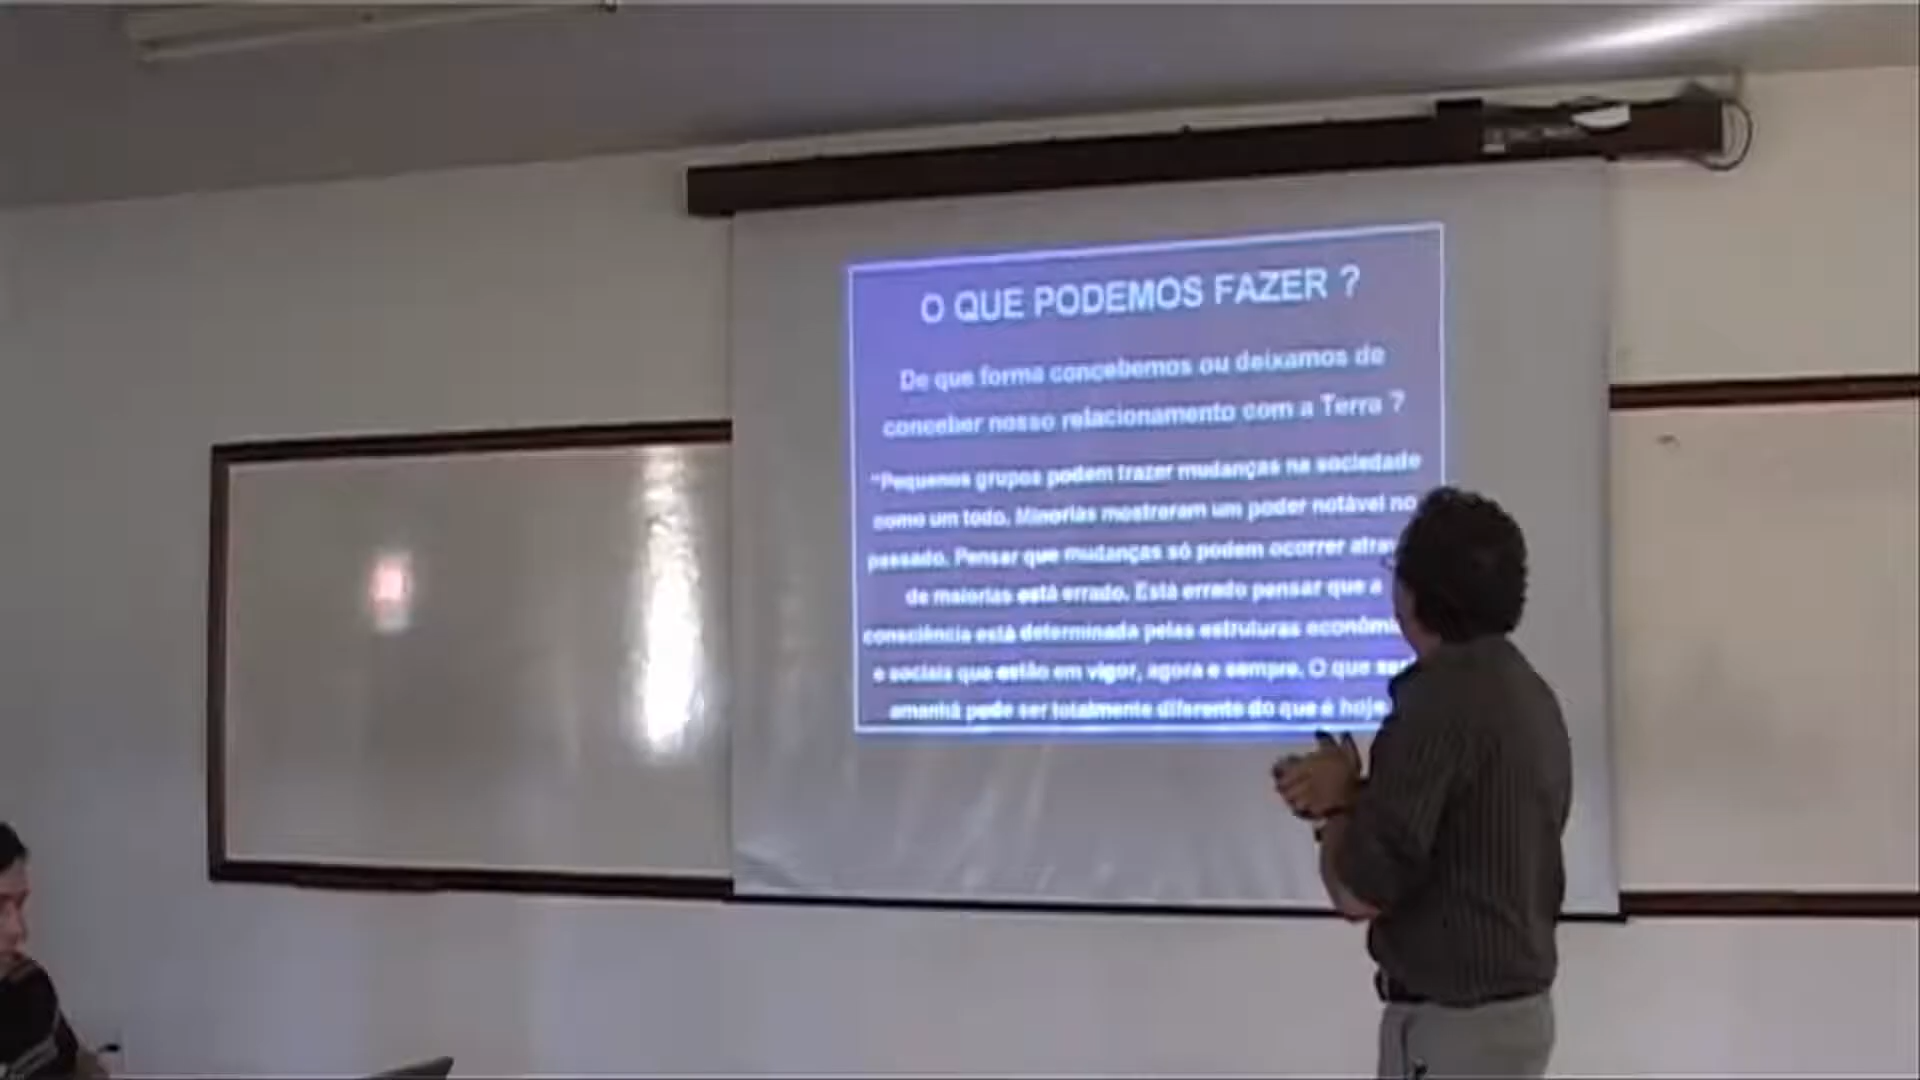 O QUE PODEMOS FAZER ?
De que forma concebemos ou deixamos de
conceber nosso relacionamento com a Terra ?
"Pequenos grupos podem trazer mudanças na sociedade
como um todo. Minorias mostraram um poder notável no
passado. Pensar que mudanças só podem ocorrer
de maiorias está errado. Está errado pensar que a
consciência está determinada pelas estruturas
e sociais que estão em vigor, agora e sempre. O que
amanhã pode ser totalmente diferente do que é hoje